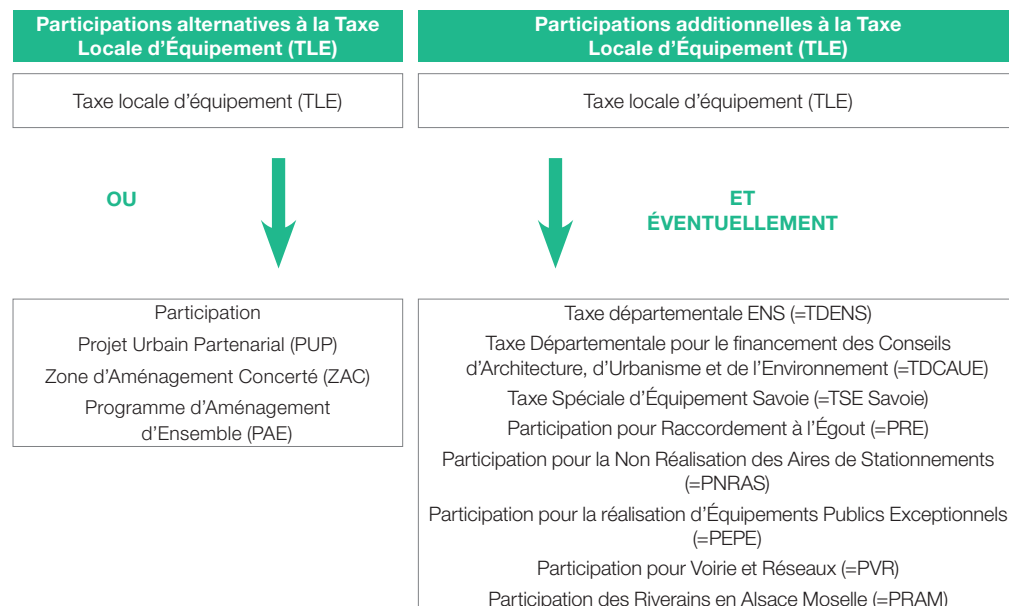 Participations alternatives à la Taxe
Locale d'Équipement (TLE)
Taxe locale d'équipement (TLE)
OU
Participation
Projet Urbain Partenarial (PUP)
Zone d'Aménagement Concerté (ZAC)
Programme d'Aménagement
d'Ensemble (PAE)
Participations additionnelles à la Taxe
Locale d'Équipement (TLE)
Taxe locale d'équipement (TLE)
ET
ÉVENTUELLEMENT
Taxe départementale ENS (=TDENS)
Taxe Départementale pour le financement des Conseils
d'Architecture, d'Urbanisme et de l'Environnement (=TDCAUE)
Taxe Spéciale d'Équipement Savoie (=TSE Savoie)
Participation pour Raccordement à l'Égout (=PRE)
Participation pour la Non Réalisation des Aires de Stationnements
(=PNRAS)
Participation pour la réalisation d'Équipements Publics Exceptionnels
(=PEPE)
Participation pour Voirie et Réseaux (=PVR)
Participation des Riverains en Alsace Moselle (=PRAM)